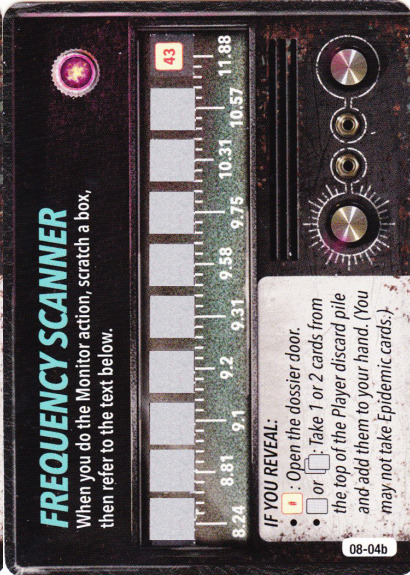 FREQUENCY SCANNER
When you do the Monitor action, scratch a box,
then refer to the text below.
43
8.24 8.81 9.1 9.2 9.31 9.58 9.75 10.31 10.57 11.88
IF YOU REVEAL:
• # : Open the dossier door.
• or : Take 1 or 2 cards from
the top of the Player discard pile
and add them to your hand. (You
may not take Epidemic cards.)
08-04b